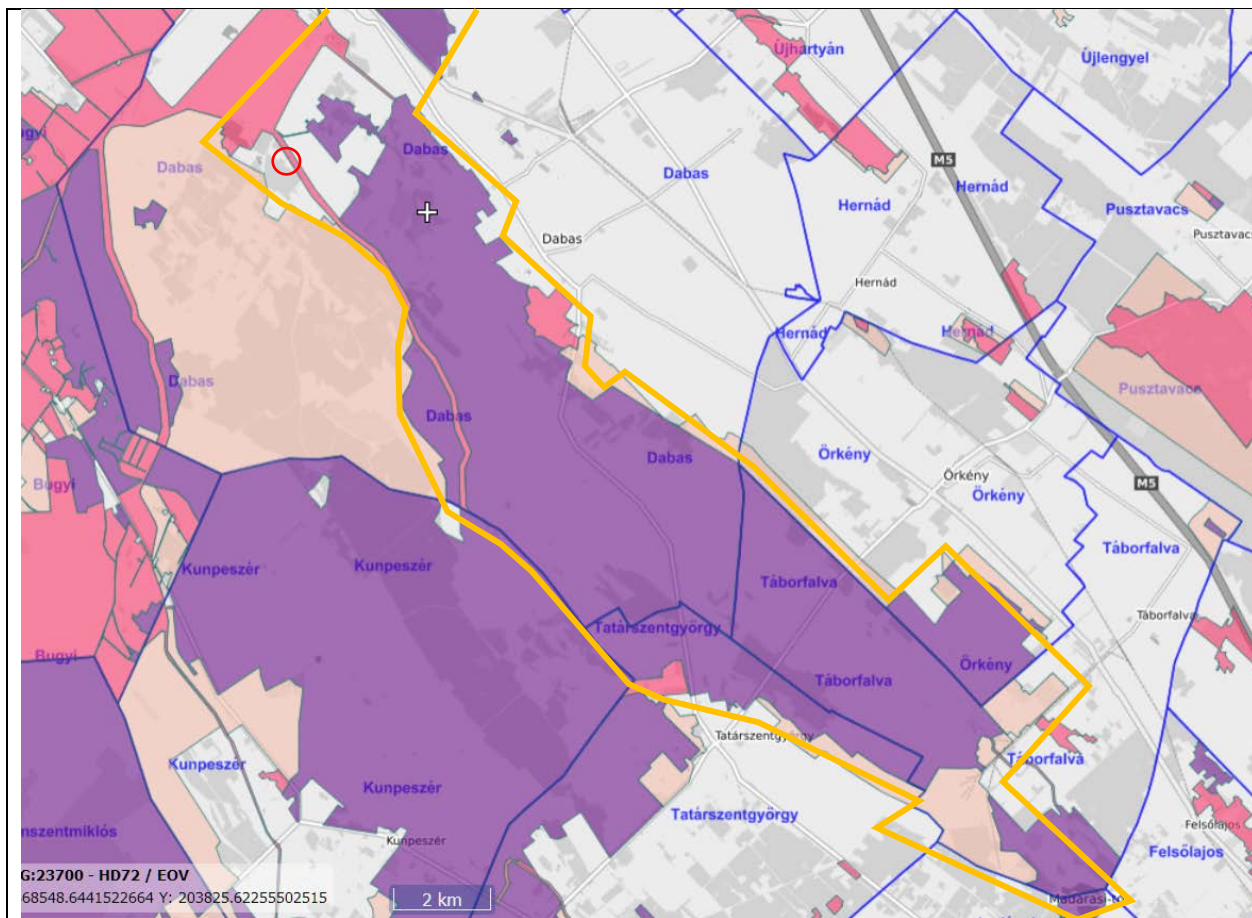 Újhartyán
Újlengyel
ugyi
Dabas
Dabas
M5
Dabas
Hernád
Hernád
Pusztavacs
Pusztavacs
Dabas
Hernád
Hernád
Hernád
Dabas
Dabas
Pusztavacs
Dabas
Örkény
Örkény
Örkény
M5
Bugyi
Kunpeszér
Kunpeszér
Táborfalva
Táborfalva
Táborfalva
Tatárszentgyörgy
Bugyi
Örkény
Táborfalva
Tatárszentgyörgy
Kunpeszér
Táborfalva
Kunpeszér
Tatárszentgyörgy
Felsőlajos
nszentmiklós
Kunpeszér
Felsőlajos
G:23700 - HD72 / EOV
68548.6441522664 Y: 203825.62255502515
2 km